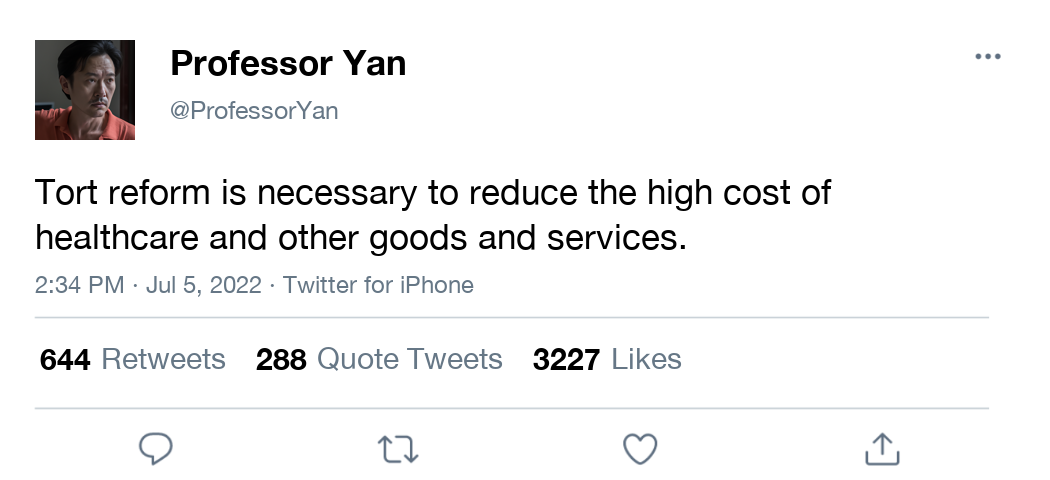 Professor Yan
@ProfessorYan
Tort reform is necessary to reduce the high cost of
healthcare and other goods and services.
2:34 PM · Jul 5, 2022 · Twitter for iPhone
644 Retweets 288 Quote Tweets 3227 Likes